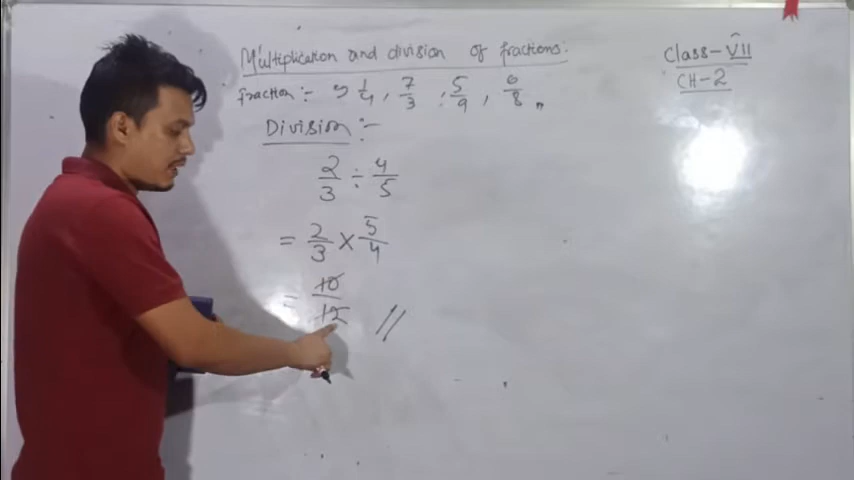 Multiplication and division of fractions:
Class - VII
CH - 2
fraction :- 1/4, 7/3, 5/9, 6/8
Division :-
2/3 ÷ 4/5
= 2/3 × 5/4
= 10/12 //